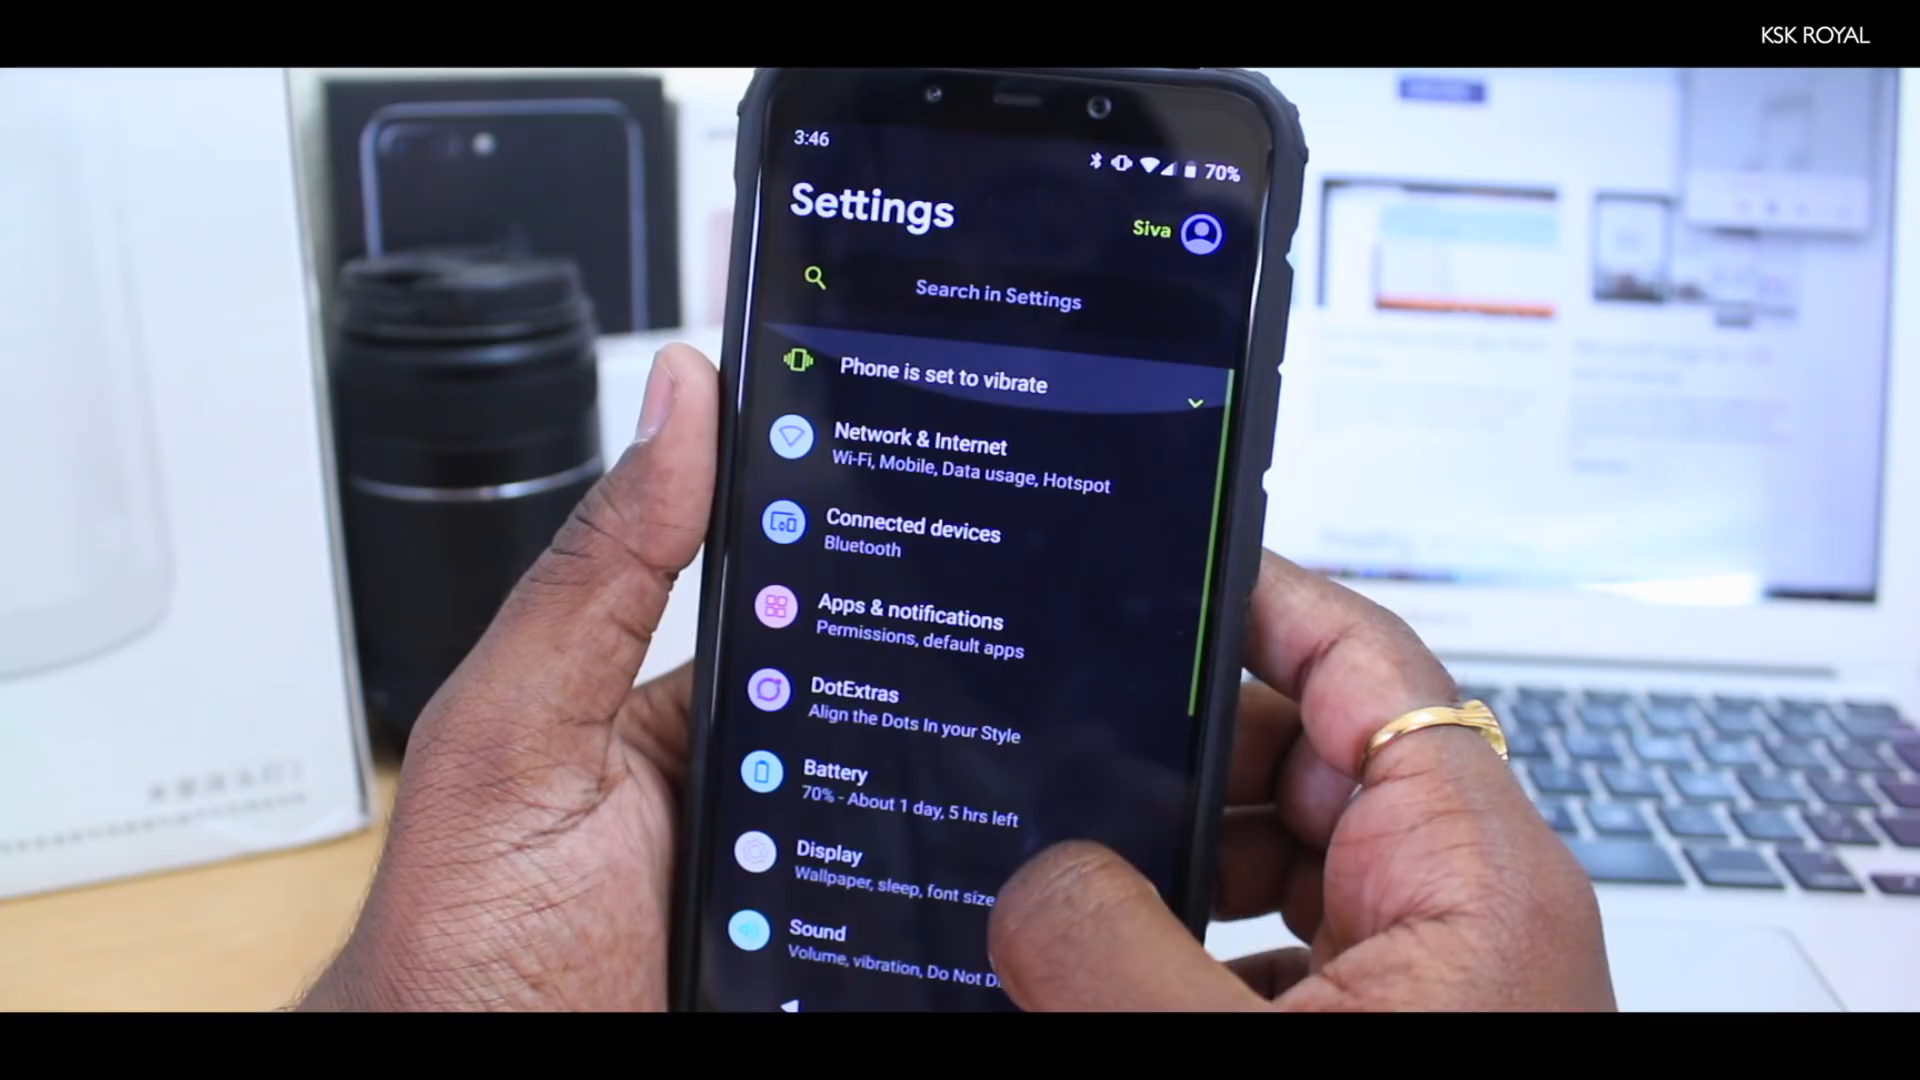 KSK ROYAL
3:46
70%
Settings
Siva
Search in Settings
Phone is set to vibrate
Network & Internet
Wi-Fi, Mobile, Data usage, Hotspot
Connected devices
Bluetooth
Apps & notifications
Permissions, default apps
DotExtras
Align the Dots In your Style
Battery
70% - About 1 day, 5 hrs left
Display
Wallpaper, sleep, font size
Sound
Volume, vibration, Do Not